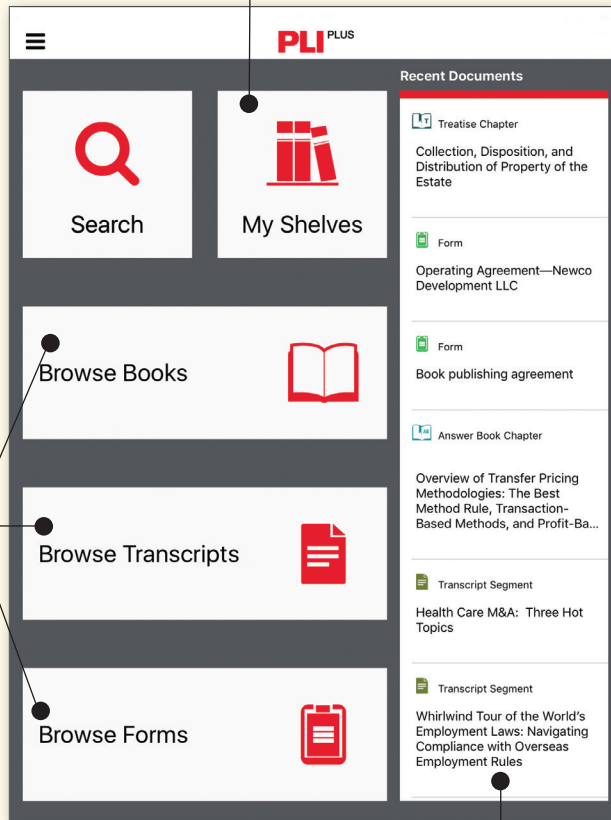 PLI PLUS
Search
My Shelves
Browse Books
Browse Transcripts
Browse Forms
Recent Documents
T
Treatise Chapter
Collection, Disposition, and
Distribution of Property of the
Estate
Form
Operating Agreement—Newco
Development LLC
Form
Book publishing agreement
AB
Answer Book Chapter
Overview of Transfer Pricing
Methodologies: The Best
Method Rule, Transaction-
Based Methods, and Profit-Ba...
Transcript Segment
Health Care M&A:  Three Hot
Topics
Transcript Segment
Whirlwind Tour of the World's
Employment Laws: Navigating
Compliance with Overseas
Employment Rules